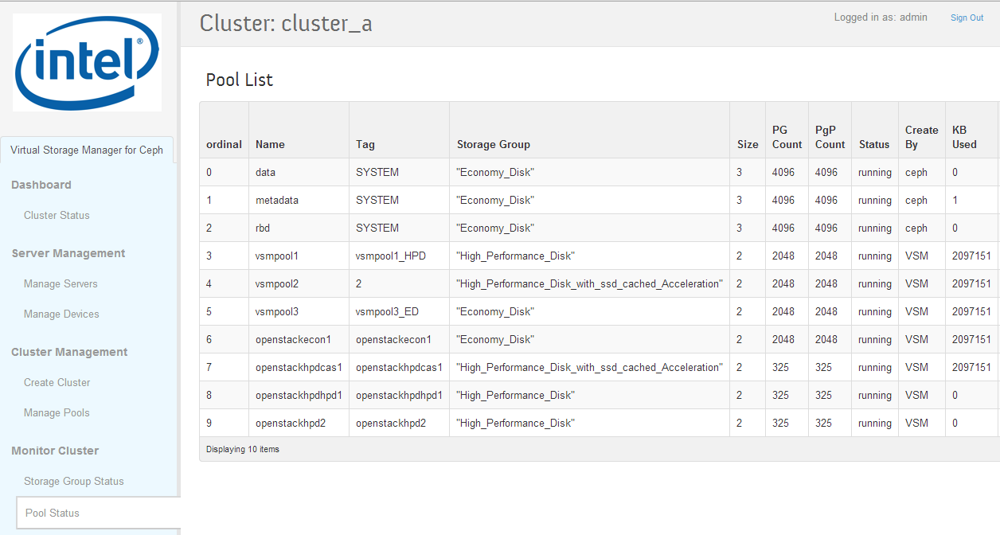 intel®
Cluster: cluster_a
Logged in as: admin
Sign Out
Virtual Storage Manager for Ceph
Dashboard
Cluster Status
Server Management
Manage Servers
Manage Devices
Cluster Management
Create Cluster
Manage Pools
Monitor Cluster
Storage Group Status
Pool Status
Pool List
ordinal Name Tag Storage Group Size PG Count PgP Count Status Create By KB Used
0 data SYSTEM "Economy_Disk" 3 4096 4096 running ceph 0
1 metadata SYSTEM "Economy_Disk" 3 4096 4096 running ceph 1
2 rbd SYSTEM "Economy_Disk" 3 4096 4096 running ceph 0
3 vsmpool1 vsmpool1_HPD "High_Performance_Disk" 2 2048 2048 running VSM 2097151
4 vsmpool2 2 "High_Performance_Disk_with_ssd_cached_Acceleration" 2 2048 2048 running VSM 2097151
5 vsmpool3 vsmpool3_ED "Economy_Disk" 2 2048 2048 running VSM 2097151
6 openstackecon1 openstackecon1 "Economy_Disk" 2 2048 2048 running VSM 2097151
7 openstackhpdcas1 openstackhpdcas1 "High_Performance_Disk_with_ssd_cached_Acceleration" 2 325 325 running VSM 2097151
8 openstackhpdhpd1 openstackhpdhpd1 "High_Performance_Disk" 2 325 325 running VSM 0
9 openstackhpd2 openstackhpd2 "High_Performance_Disk" 2 325 325 running VSM 0
Displaying 10 items